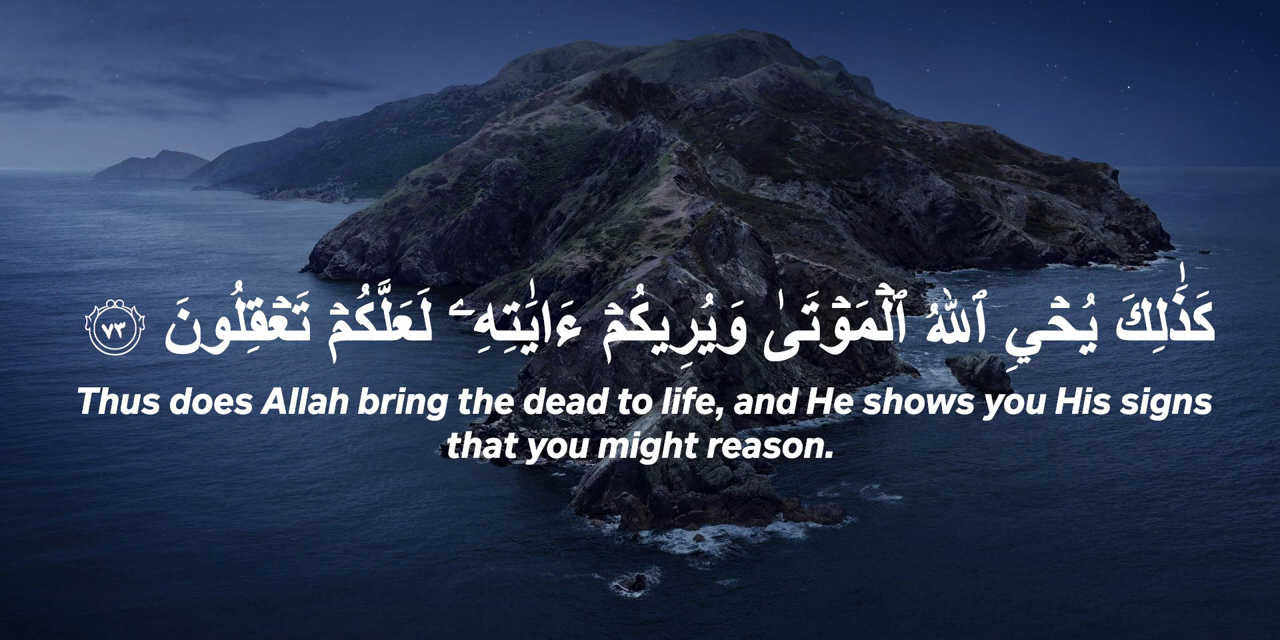 كَذَٰلِكَ يُحْيِ ٱللَّهُ ٱلْمَوْتَىٰ وَيُرِيكُمْ ءَايَـٰتِهِۦ لَعَلَّكُمْ تَعْقِلُونَ ٧٣
Thus does Allah bring the dead to life, and He shows you His signs
that you might reason.